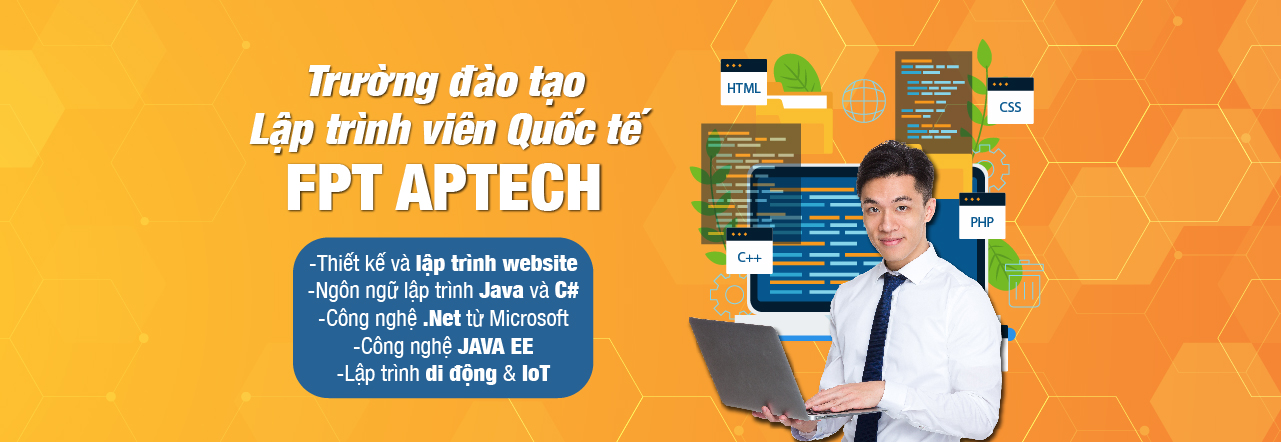 Trường đào tạo
Lập trình viên Quốc tế
FPT APTECH
-Thiết kế và lập trình website
-Ngôn ngữ lập trình Java và C#
-Công nghệ .Net từ Microsoft
-Công nghệ JAVA EE
-Lập trình di động & IoT
HTML
CSS
PHP
C++